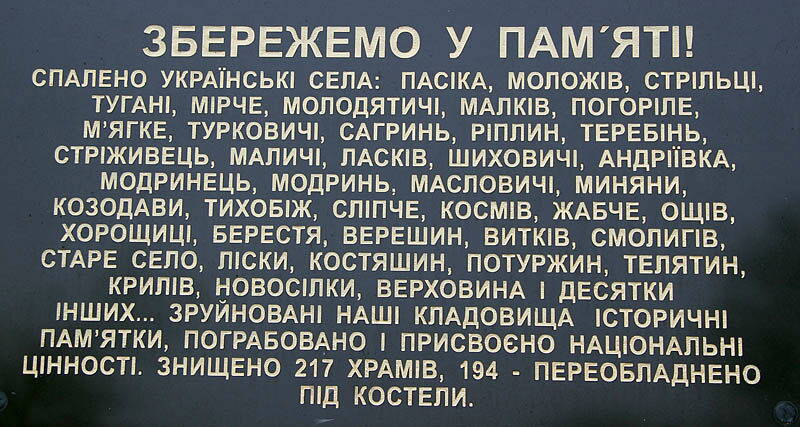 ЗБЕРЕЖЕМО У ПАМ´ЯТІ!
СПАЛЕНО УКРАЇНСЬКІ СЕЛА: ПАСІКА, МОЛОЖІВ, СТРІЛЬЦІ,
ТУГАНІ, МІРЧЕ, МОЛОДЯТИЧІ, МАЛКІВ, ПОГОРІЛЕ,
М'ЯГКЕ, ТУРКОВИЧІ, САГРИНЬ, РІПЛИН, ТЕРЕБІНЬ,
СТРІЖИВЕЦЬ, МАЛИЧІ, ЛАСКІВ, ШИХОВИЧІ, АНДРІЇВКА,
МОДРИНЕЦЬ, МОДРИНЬ, МАСЛОВИЧІ, МИНЯНИ,
КОЗОДАВИ, ТИХОБІЖ, СЛІПЧЕ, КОСМІВ, ЖАБЧЕ, ОЩІВ,
ХОРОЩИЦІ, БЕРЕСТЯ, ВЕРЕШИН, ВИТКІВ, СМОЛИГІВ,
СТАРЕ СЕЛО, ЛІСКИ, КОСТЯШИН, ПОТУРЖИН, ТЕЛЯТИН,
КРИЛІВ, НОВОСІЛКИ, ВЕРХОВИНА І ДЕСЯТКИ
ІНШИХ... ЗРУЙНОВАНІ НАШІ КЛАДОВИЩА ІСТОРИЧНІ
ПАМ'ЯТКИ, ПОГРАБОВАНО І ПРИСВОЄНО НАЦІОНАЛЬНІ
ЦІННОСТІ. ЗНИЩЕНО 217 ХРАМІВ, 194 - ПЕРЕОБЛАДНЕНО
ПІД КОСТЕЛИ.